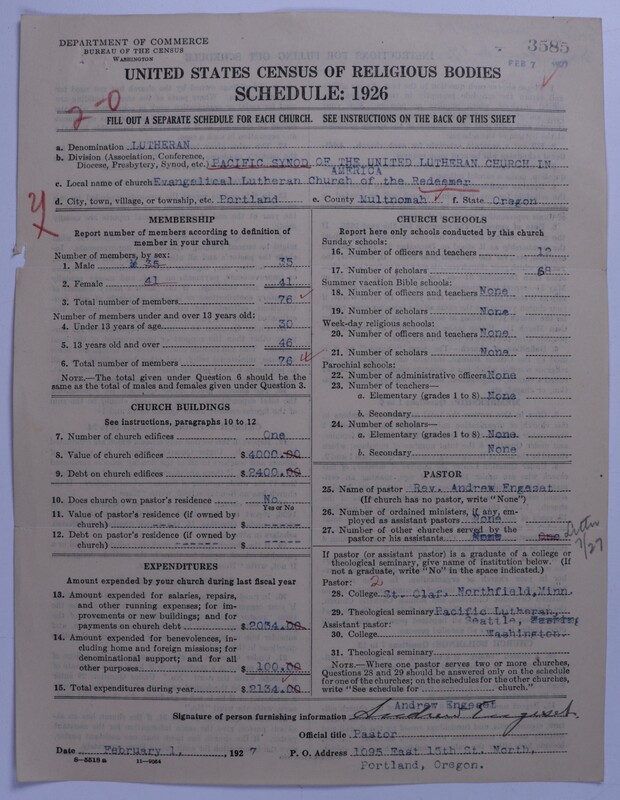 DEPARTMENT OF COMMERCE
BUREAU OF THE CENSUS
WASHINGTON
3585
FEB 7
UNITED STATES CENSUS OF RELIGIOUS BODIES
SCHEDULE: 1926
2-0
FILL OUT A SEPARATE SCHEDULE FOR EACH CHURCH. SEE INSTRUCTIONS ON THE BACK OF THIS SHEET
a. Denomination LUTHERAN
b. Division (Association, Conference, Diocese, Presbytery, Synod, etc.) PACIFIC SYNOD OF THE UNITED LUTHERAN CHURCH IN
AMERICA
c. Local name of church Evangelical Lutheran Church of the Redeemer
d. City, town, village, or township, etc. Portland e. County Multnomah f. State Oregon
MEMBERSHIP
Report number of members according to definition of
member in your church
Number of members, by sex:
1. Male 35 35
2. Female 41 41
3. Total number of members 76
Number of members under and over 13 years old:
4. Under 13 years of age 30
5. 13 years old and over 46
6. Total number of members 76
NOTE.—The total given under Question 6 should be the
same as the total of males and females given under Question 3.
CHURCH BUILDINGS
See instructions, paragraphs 10 to 12
7. Number of church edifices One
8. Value of church edifices $4000.00
9. Debt on church edifices $2400.00
10. Does church own pastor's residence No
Yes or No
11. Value of pastor's residence (if owned by
church) --- $-----
12. Debt on pastor's residence (if owned by
church) ------ $-----
EXPENDITURES
Amount expended by your church during last fiscal year
13. Amount expended for salaries, repairs,
and other running expenses; for im-
provements or new buildings; and for
payments on church debt $2034.00
14. Amount expended for benevolences, in-
cluding home and foreign missions; for
denominational support; and for all
other purposes $100.00
15. Total expenditures during year $2134.00
CHURCH SCHOOLS
Report here only schools conducted by this church
Sunday schools:
16. Number of officers and teachers 12
17. Number of scholars 68
Summer vacation Bible schools:
18. Number of officers and teachers None
19. Number of scholars None
Week-day religious schools:
20. Number of officers and teachers None
21. Number of scholars None
Parochial schools:
22. Number of administrative officers None
23. Number of teachers—
a. Elementary (grades 1 to 8) None
b. Secondary
24. Number of scholars—
a. Elementary (grades 1 to 8) None
b. Secondary None
PASTOR
25. Name of pastor Rev. Andrew Engeset
(If church has no pastor, write "None")
26. Number of ordained ministers, if any, em-
ployed as assistant pastors None
27. Number of other churches served by the
pastor or his assistants None One
7/27
If pastor (or assistant pastor) is a graduate of a college or
theological seminary, give name of institution below. (If
not a graduate, write "No" in the space indicated.)
Pastor: 2
28. College St. Olaf, Northfield, Minn.
29. Theological seminary Pacific Lutheran,
Assistant pastor: Seattle,
30. College Washington.
31. Theological seminary
NOTE.—Where one pastor serves two or more churches,
Questions 28 and 29 should be answered only on the schedule
for one of the churches; on the schedules for the other churches,
write "See schedule for church."
Andrew Engeset
Signature of person furnishing information Andrew Engeset
Official title Pastor
Date February 1, 1927 P. O. Address 1095 East 15th St. North,
8-5518a 11-9034 Portland, Oregon.